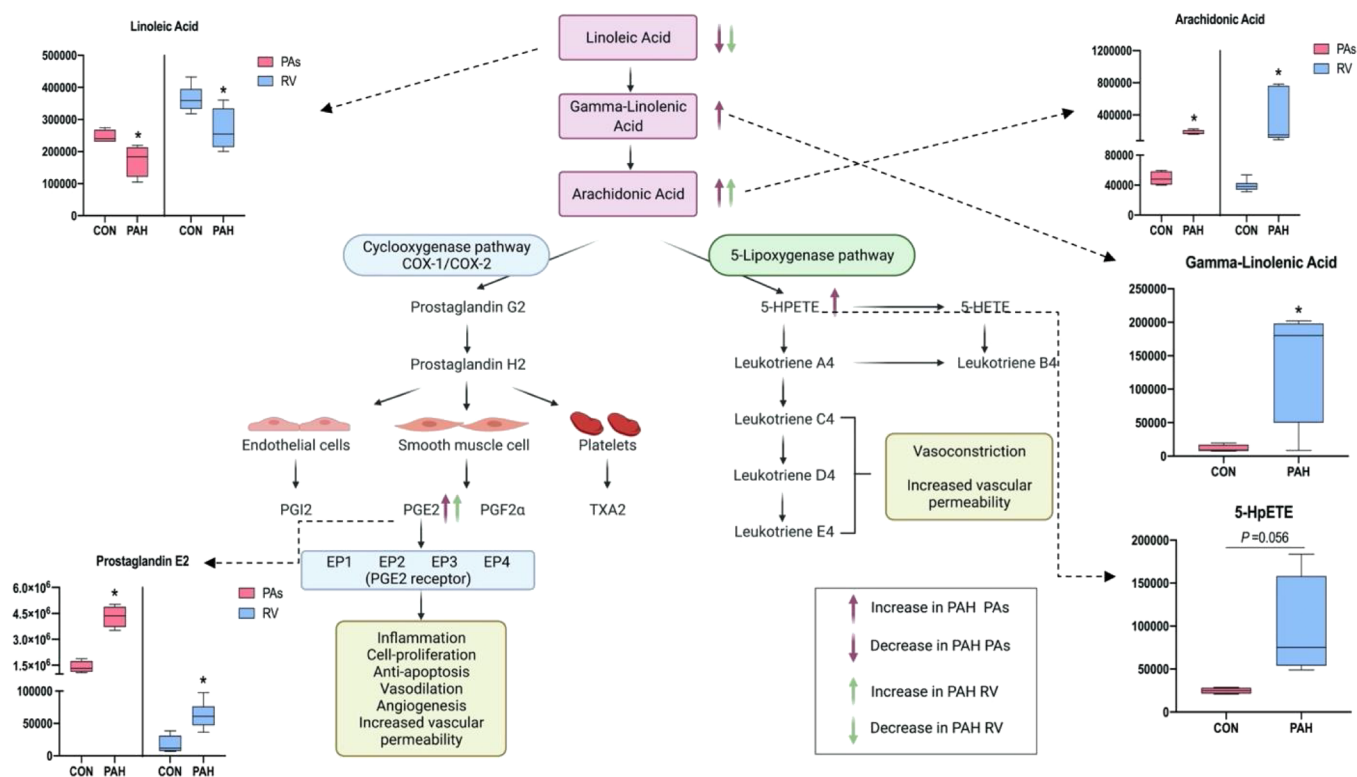 Linoleic Acid
500000
400000
300000
200000
100000
0
*
*
CON
PAH
CON
PAH
PAs
RV
Linoleic Acid
Gamma-Linolenic
Acid
Arachidonic Acid
Arachidonic Acid
1200000
800000
400000
80000
40000
0
*
*
CON
PAH
CON
PAH
PAs
RV
Cyclooxygenase pathway
COX-1/COX-2
5-Lipoxygenase pathway
Prostaglandin G2
Prostaglandin H2
Endothelial cells
Smooth muscle cell
Platelets
PGI2
PGE2
PGF2α
TXA2
EP1 EP2 EP3 EP4
(PGE2 receptor)
Inflammation
Cell-proliferation
Anti-apoptosis
Vasodilation
Angiogenesis
Increased vascular
permeability
5-HPETE
5-HETE
Leukotriene A4
Leukotriene B4
Leukotriene C4
Leukotriene D4
Leukotriene E4
Vasoconstriction
Increased vascular
permeability
Gamma-Linolenic Acid
250000
200000
150000
100000
50000
0
*
CON
PAH
5-HpETE
P=0.056
200000
150000
100000
50000
0
CON
PAH
Prostaglandin E2
6.0×10⁶
4.5×10⁶
3.0×10⁶
1.5×10⁶
100000
50000
0
*
*
CON
PAH
CON
PAH
PAs
RV
Increase in PAH PAs
Decrease in PAH PAs
Increase in PAH RV
Decrease in PAH RV